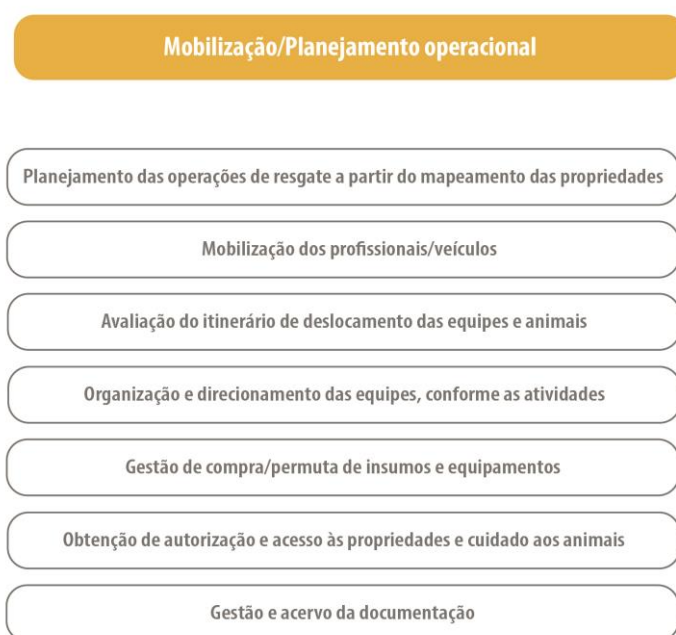 Mobilização/Planejamento operacional
Planejamento das operações de resgate a partir do mapeamento das propriedades
Mobilização dos profissionais/veículos
Avaliação do itinerário de deslocamento das equipes e animais
Organização e direcionamento das equipes, conforme as atividades
Gestão de compra/permuta de insumos e equipamentos
Obtenção de autorização e acesso às propriedades e cuidado aos animais
Gestão e acervo da documentação